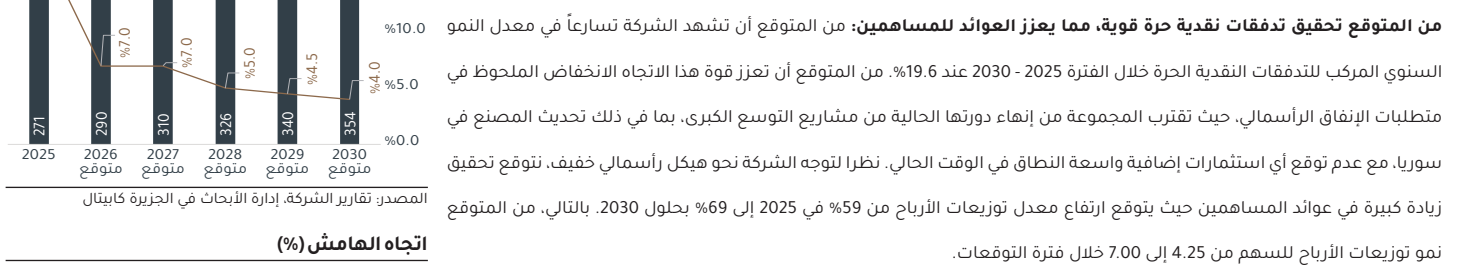 من المتوقع تحقيق تدفقات نقدية حرة قوية، مما يعزز العوائد للمساهمين: من المتوقع أن تشهد الشركة تسارعاً في معدل النمو
السنوي المركب للتدفقات النقدية الحرة خلال الفترة 2025 - 2030 عند 19.6%. من المتوقع أن تعزز قوة هذا الاتجاه الانخفاض الملحوظ في
متطلبات الإنفاق الرأسمالي، حيث تقترب المجموعة من إنهاء دورتها الحالية من مشاريع التوسع الكبرى، بما في ذلك تحديث المصنع في
سوريا، مع عدم توقع أي استثمارات إضافية واسعة النطاق في الوقت الحالي. نظرا لتوجه الشركة نحو هيكل رأسمالي خفيف، نتوقع تحقيق
زيادة كبيرة في عوائد المساهمين حيث يتوقع ارتفاع معدل توزيعات الأرباح من 59% في 2025 إلى 69% بحلول 2030. بالتالي، من المتوقع
نمو توزيعات الأرباح للسهم من 4.25 إلى 7.00 خلال فترة التوقعات.
%10.0
%5.0
%0.0
%7.0
%7.0
%5.0
%4.5
%4.0
271
290
310
326
340
354
2025
2026 متوقع
2027 متوقع
2028 متوقع
2029 متوقع
2030 متوقع
المصدر: تقارير الشركة، إدارة الأبحاث في الجزيرة كابيتال
اتجاه الهامش (%)